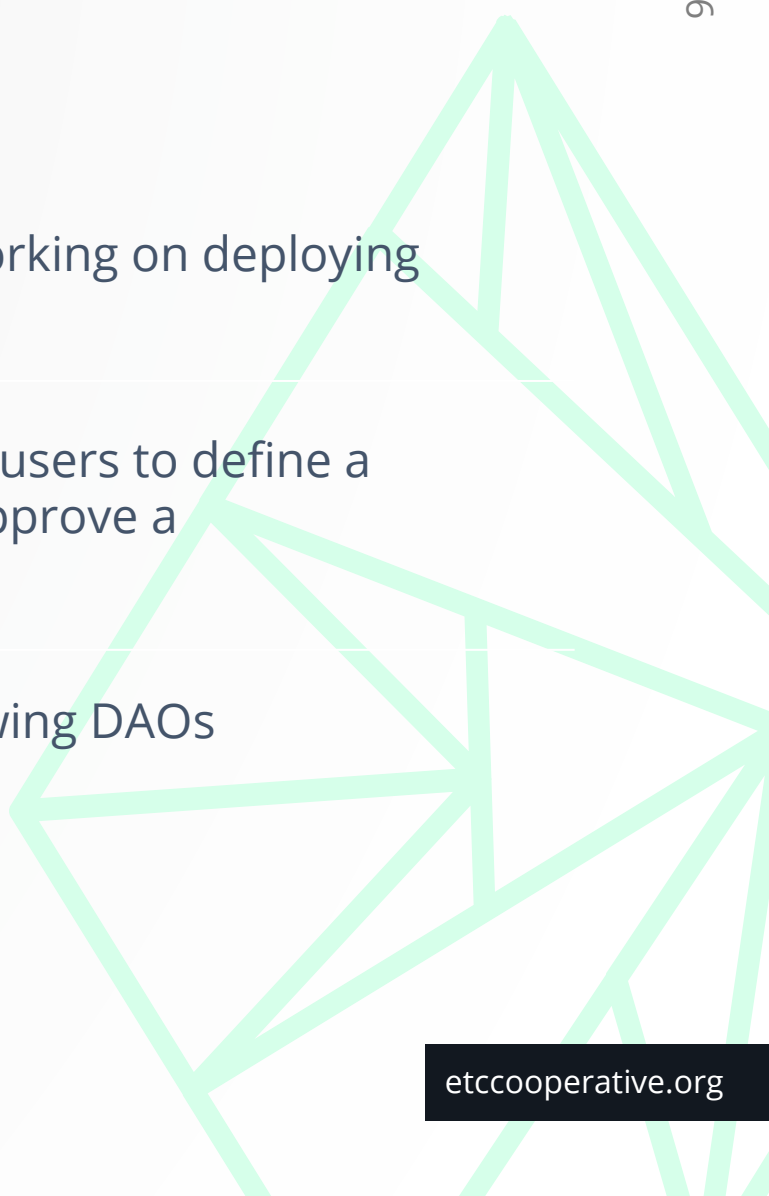 orking on deploying
users to define a
pprove a
wing DAOs
etccooperative.org